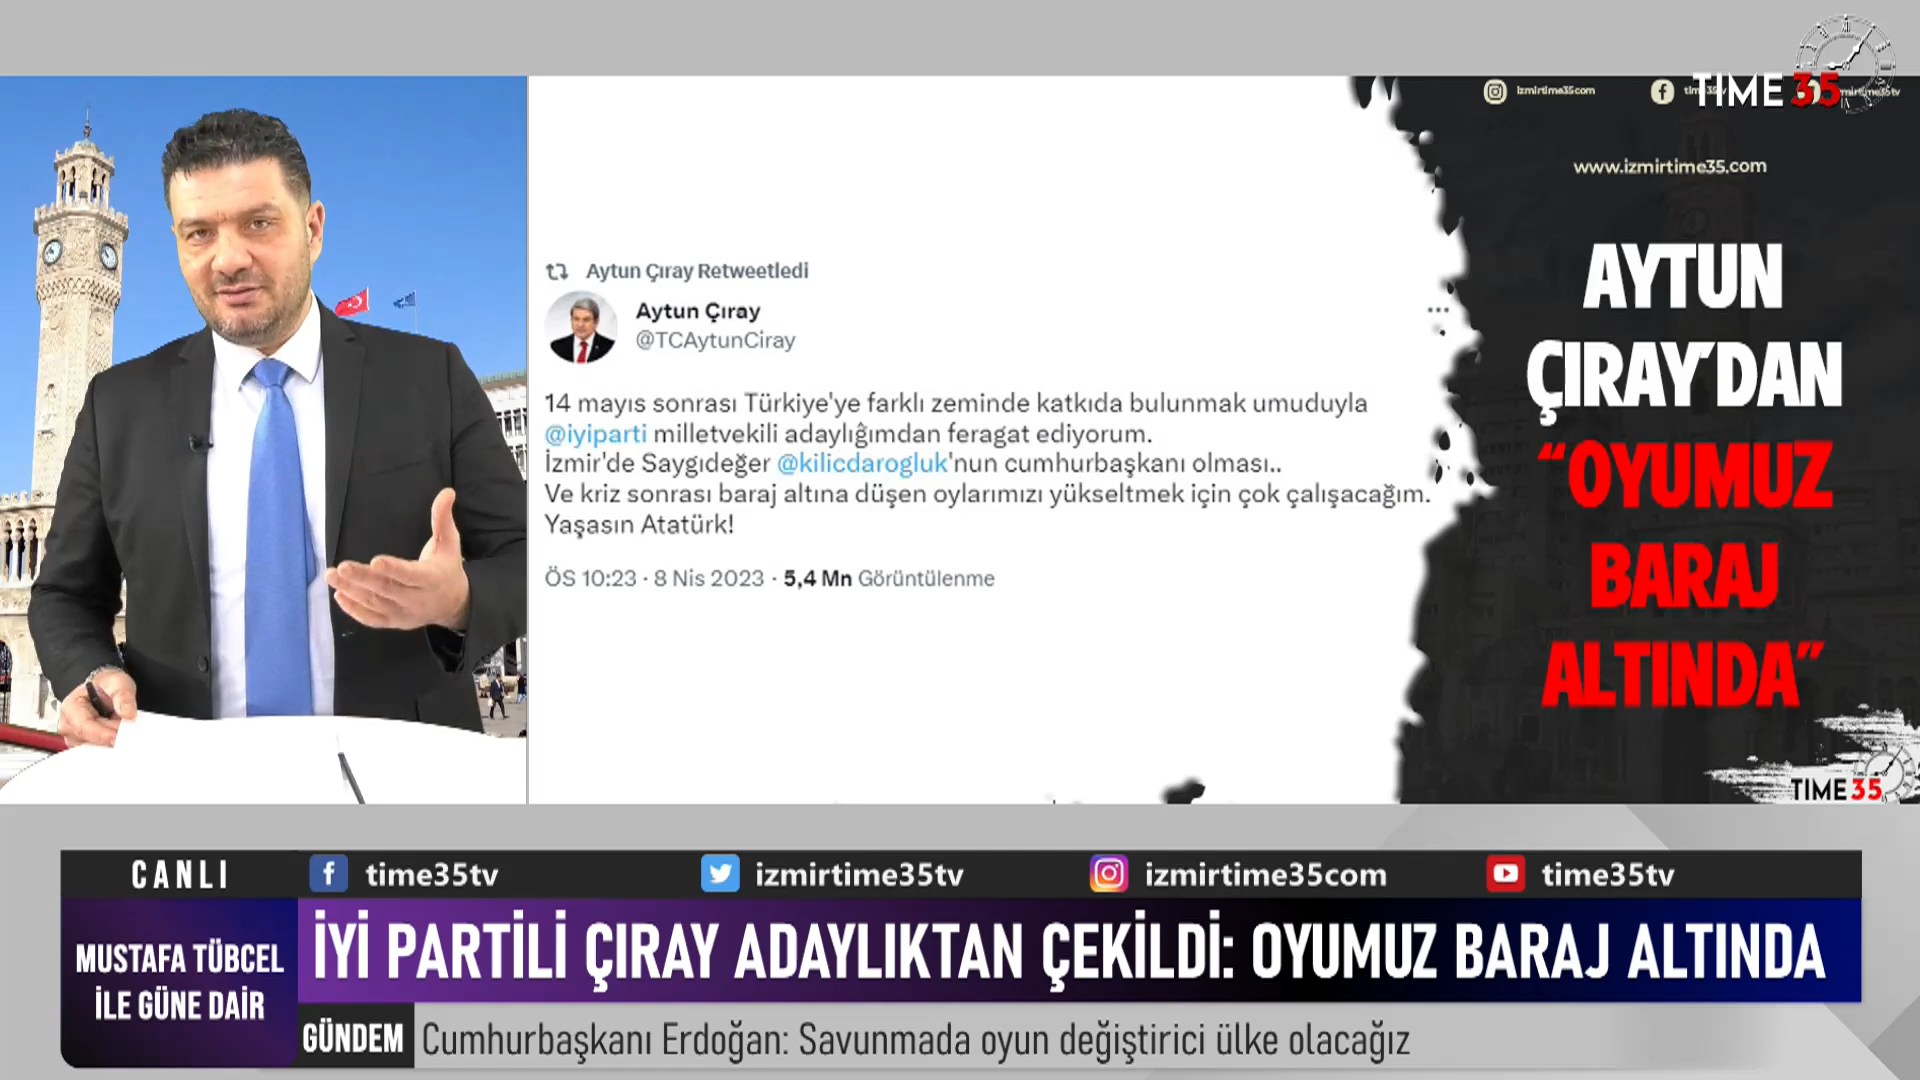 TIME 35
izmirtime35com
www.izmirtime35.com
Aytun Çıray Retweetledi
Aytun Çıray
@TCAytunCiray
14 mayıs sonrası Türkiye'ye farklı zeminde katkıda bulunmak umuduyla
@iyiparti milletvekili adaylığımdan feragat ediyorum.
İzmir'de Saygıdeğer @kilicdarogluk'nun cumhurbaşkanı olması..
Ve kriz sonrası baraj altına düşen oylarımızı yükseltmek için çok çalışacağım.
Yaşasın Atatürk!
ÖS 10:23 · 8 Nis 2023 · 5,4 Mn Görüntülenme
AYTUN
ÇIRAY'DAN
“OYUMUZ
BARAJ
ALTINDA”
TIME 35
CANLI
time35tv
izmirtime35tv
izmirtime35com
time35tv
MUSTAFA TÜBCEL
İLE GÜNE DAİR
İYİ PARTİLİ ÇIRAY ADAYLIKTAN ÇEKİLDİ: OYUMUZ BARAJ ALTINDA
GÜNDEM
Cumhurbaşkanı Erdoğan: Savunmada oyun değiştirici ülke olacağız